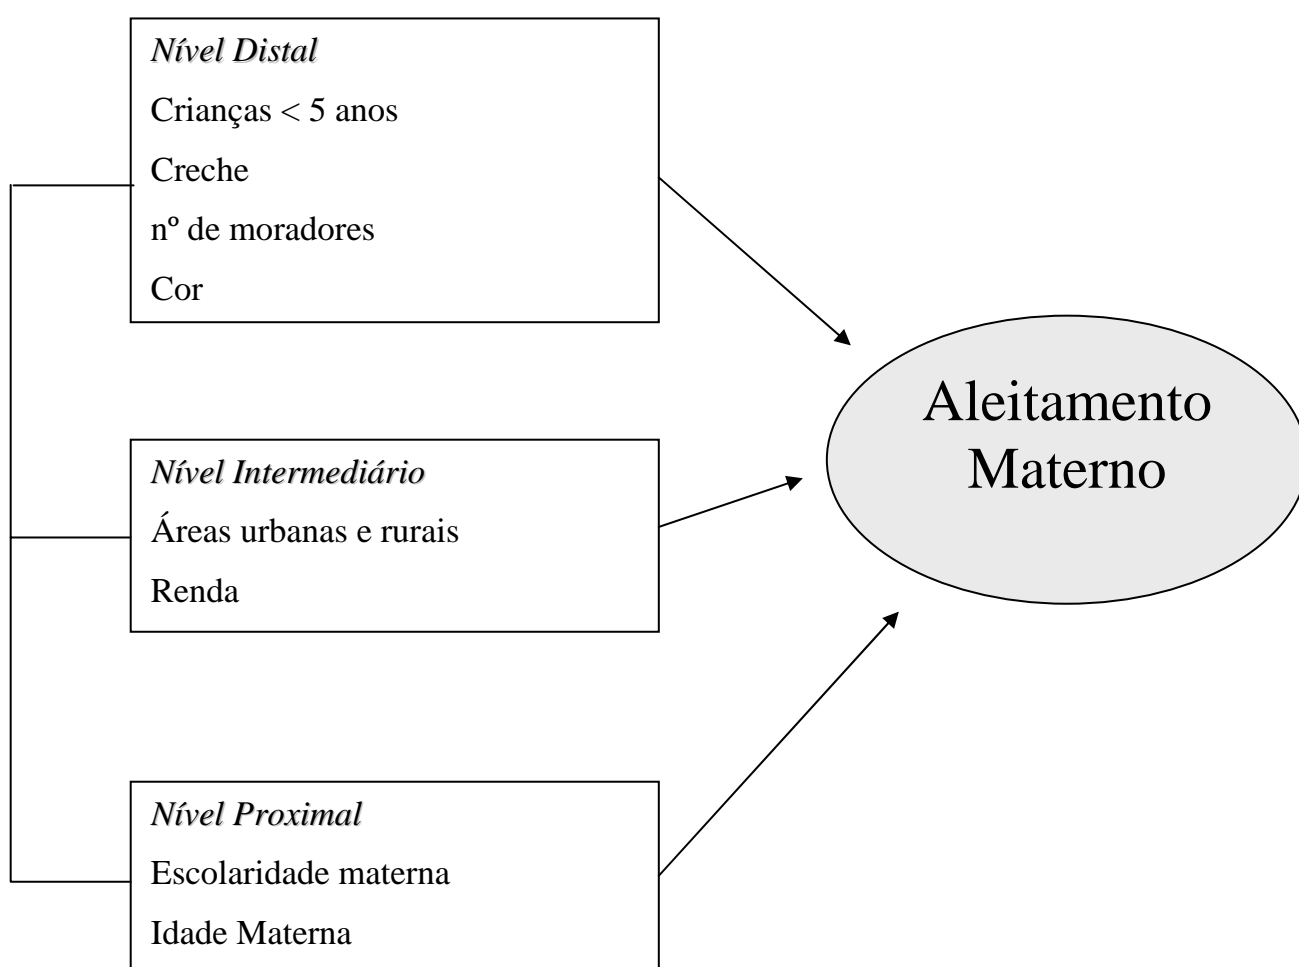 Nível Distal
Crianças < 5 anos
Creche
nº de moradores
Cor
Nível Intermediário
Áreas urbanas e rurais
Renda
Nível Proximal
Escolaridade materna
Idade Materna
Aleitamento
Materno